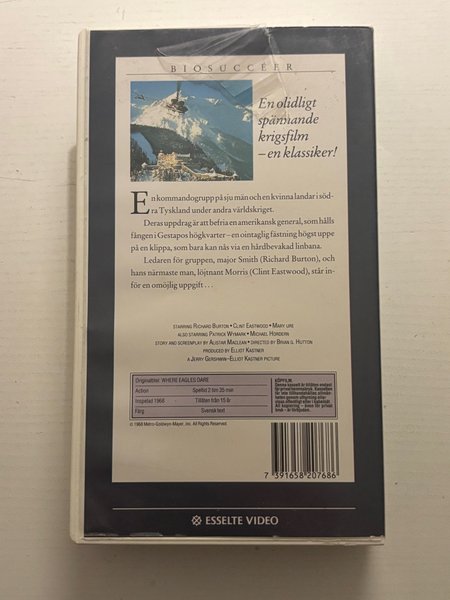 BIOSUCCÉER
En olidligt
spännande
krigsfilm
– en klassiker!
En kommandogrupp på sju män och en kvinna landar i söd-
ra Tyskland under andra världskriget.
Deras uppdrag är att befria en amerikansk general, som hålls
fången i Gestapos högkvarter – en ointaglig fästning högst uppe
på en klippa, som bara kan nås via en hårdbevakad linbana.
Ledaren för gruppen, major Smith (Richard Burton), och
hans närmaste man, löjtnant Morris (Clint Eastwood), står in-
för en omöjlig uppgift . . .
STARRING RICHARD BURTON • CLINT EASTWOOD • MARY URE
ALSO STARRING PATRICK WYMARK • MICHAEL HORDERN
STORY AND SCREENPLAY BY ALISTAIR MACLEAN • DIRECTED BY BRIAN G. HUTTON
PRODUCED BY ELLIOT KASTNER
A JERRY GERSHWIN–ELLIOT KASTNER PICTURE
Originaltitel: WHERE EAGLES DARE
Action Speltid 2 tim 35 min
Inspelad 1968 Tillåten från 15 år
Färg Svensk text
KÖPFILM.
© 1968 Metro-Goldwyn-Mayer, Inc. All Rights Reserved.
7 391658 207686
ESSELTE VIDEO